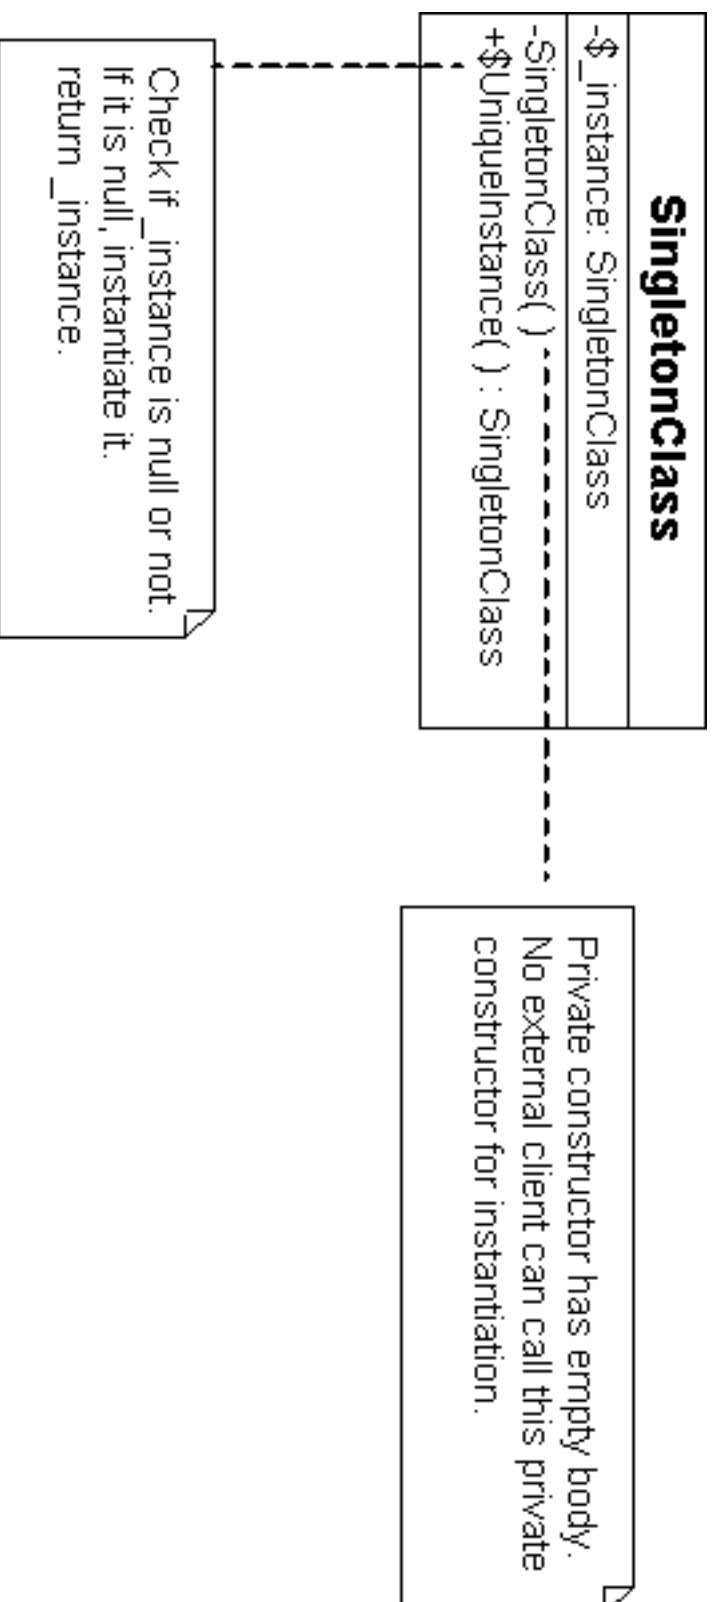 SingletonClass
-$_instance: SingletonClass
-SingletonClass( )
+$UniqueInstance( ) : SingletonClass
Private constructor has empty body.
No external client can call this private
constructor for instantiation.
Check if _instance is null or not.
If it is null, instantiate it.
return _instance.